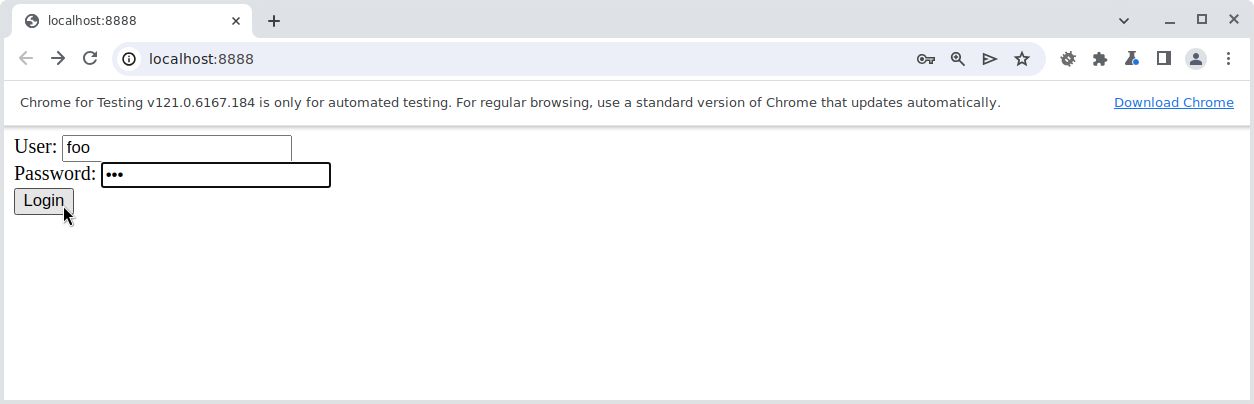 localhost:8888
localhost:8888
Chrome for Testing v121.0.6167.184 is only for automated testing. For regular browsing, use a standard version of Chrome that updates automatically. Download Chrome
User: foo
Password: •••
Login